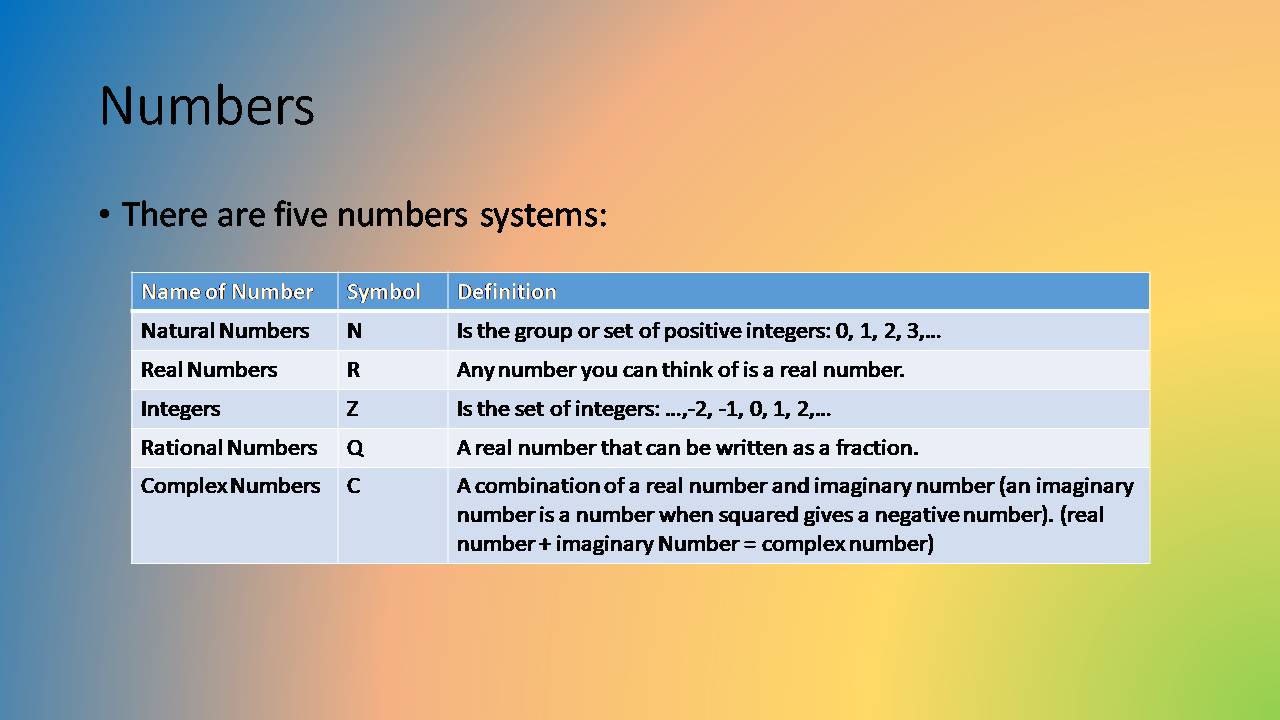 Numbers
• There are five numbers systems:
Name of Number Symbol Definition
Natural Numbers N Is the group or set of positive integers: 0, 1, 2, 3,...
Real Numbers R Any number you can think of is a real number.
Integers Z Is the set of integers: ...,-2, -1, 0, 1, 2,...
Rational Numbers Q A real number that can be written as a fraction.
Complex Numbers C A combination of a real number and imaginary number (an imaginary
number is a number when squared gives a negative number). (real
number + imaginary Number = complex number)